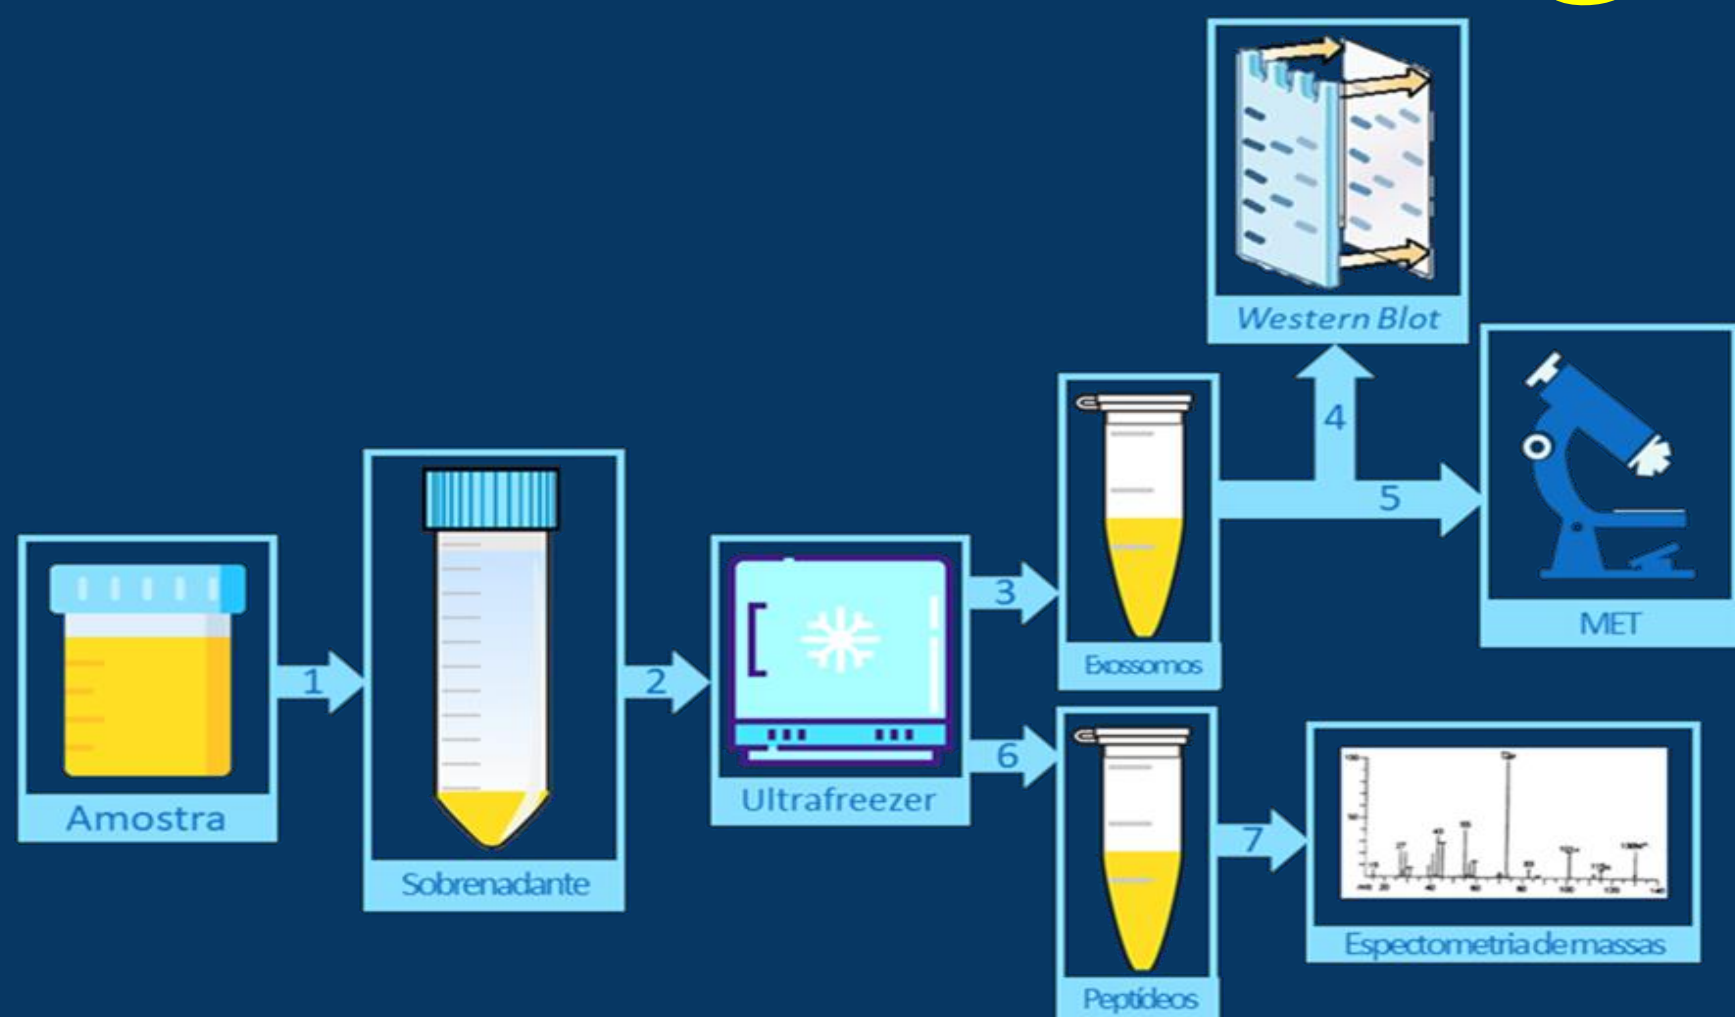 Western Blot
4
5
MET
3
Exossomos
1
2
Amostra
Sobrenadante
Ultrafreezer
6
7
Espectometria de massas
Peptídeos